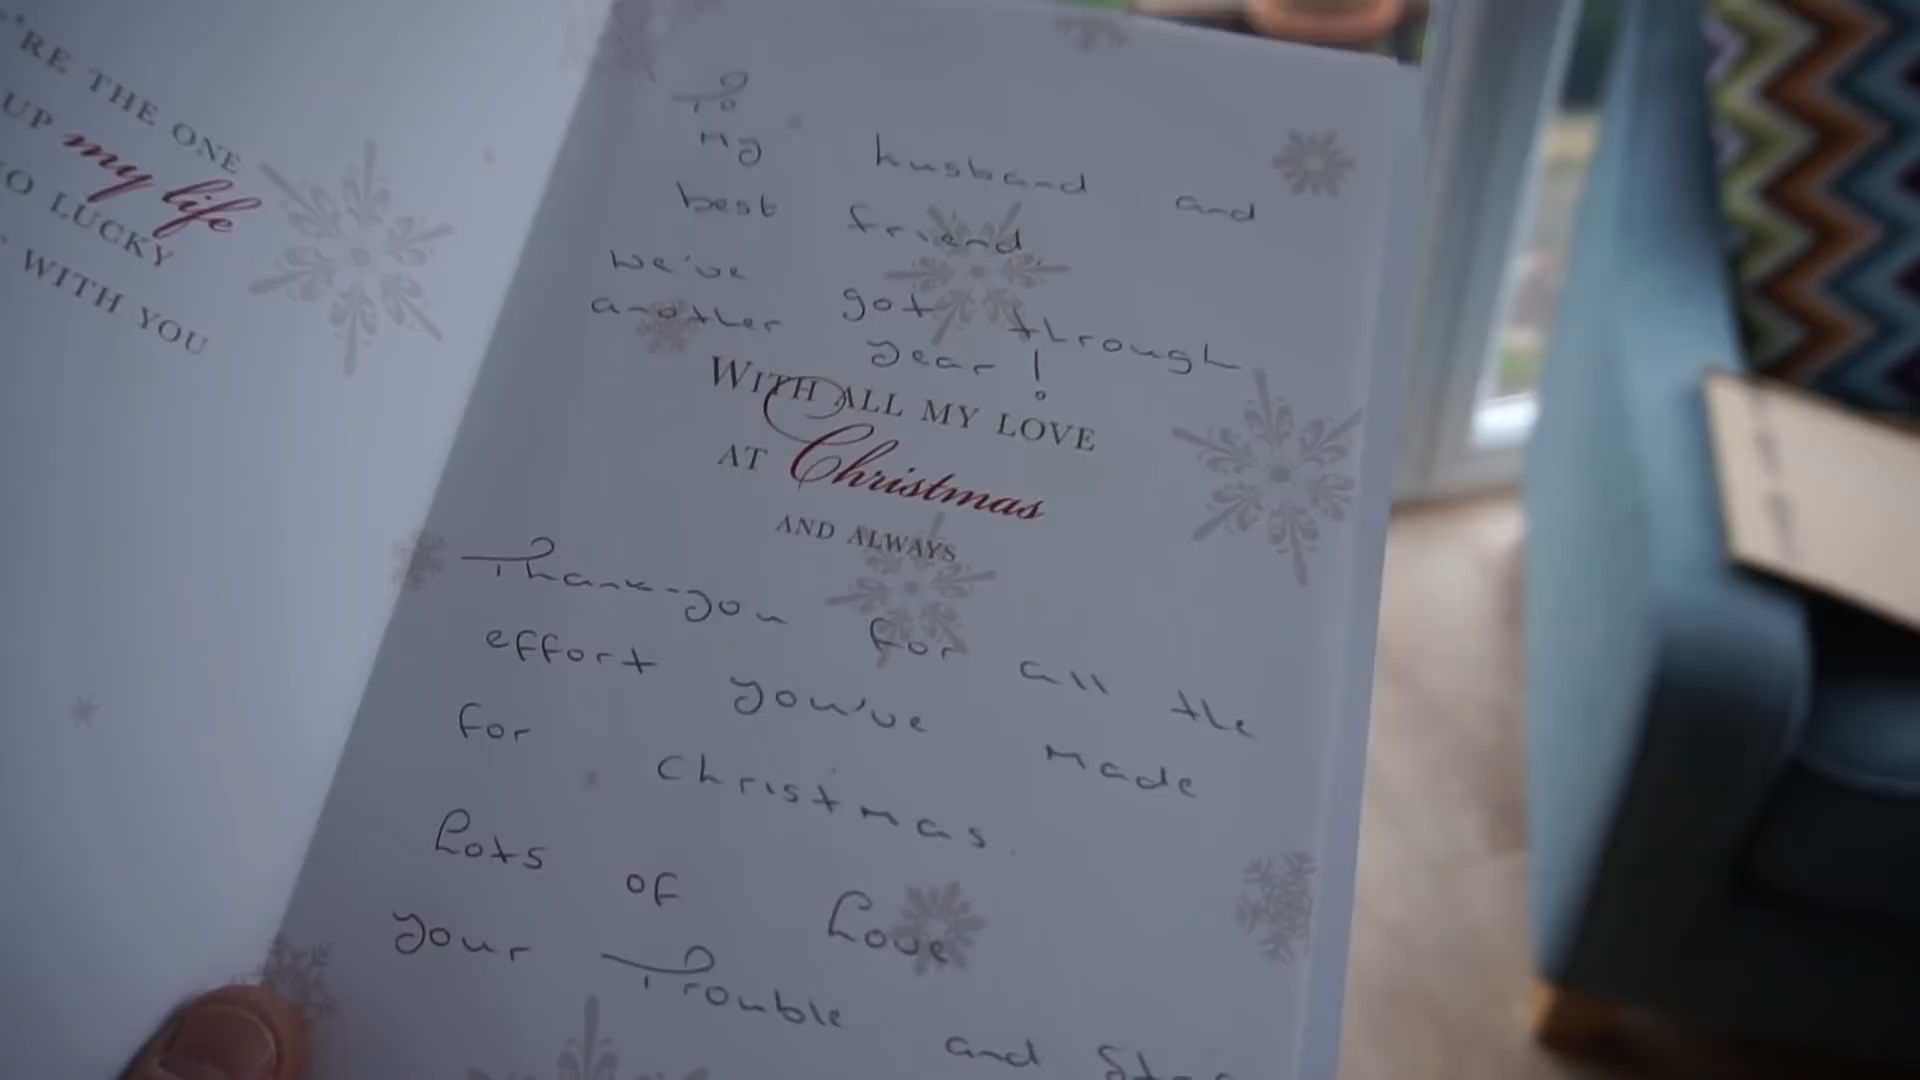 'RE THE ONE
UP my life
O LUCKY
WITH YOU
To
My husband and
best friend.
We've got through
another year!
WITH ALL MY LOVE
AT Christmas
AND ALWAYS
Thank-you for all the
effort you've made
for Christmas.
Lots of Love
your Trouble and